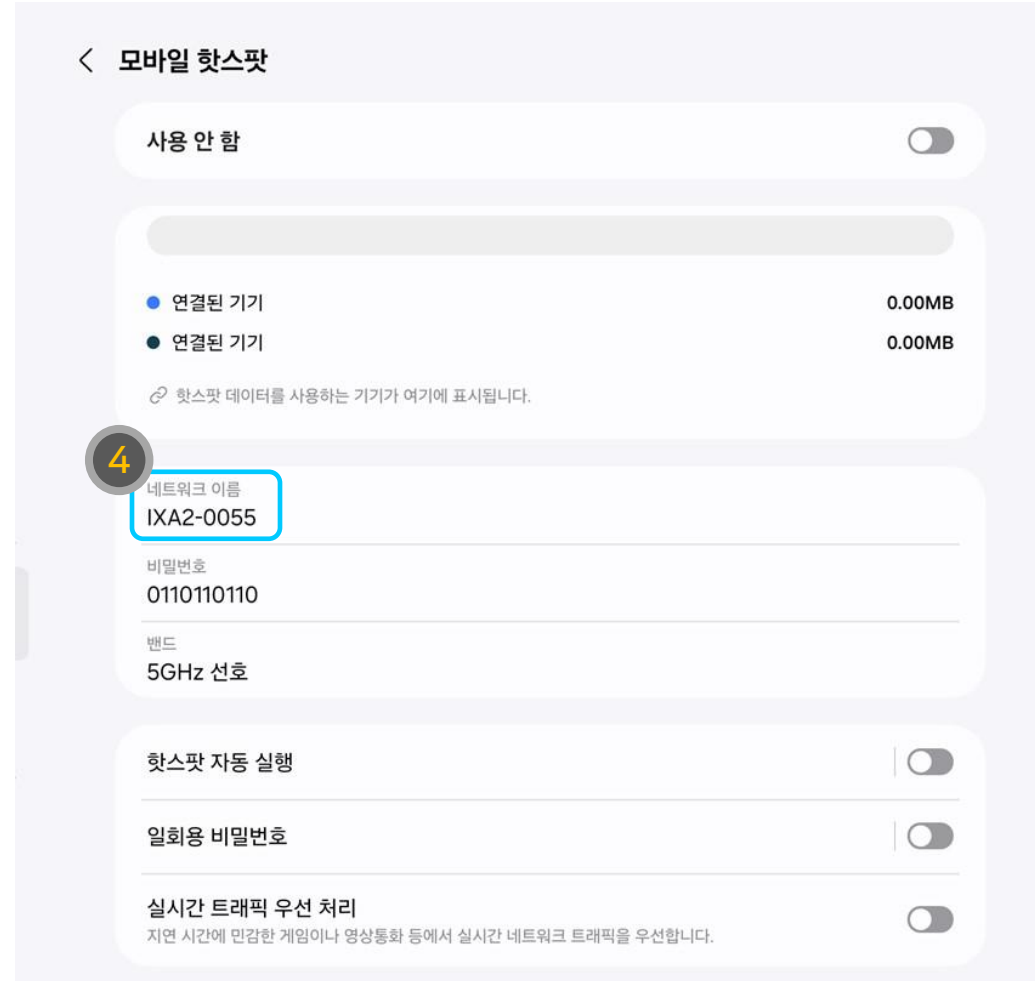 모바일 핫스팟
사용 안 함
연결된 기기 0.00MB
연결된 기기 0.00MB
핫스팟 데이터를 사용하는 기기가 여기에 표시됩니다.
4
네트워크 이름
IXA2-0055
비밀번호
0110110110
밴드
5GHz 선호
핫스팟 자동 실행
일회용 비밀번호
실시간 트래픽 우선 처리
지연 시간에 민감한 게임이나 영상통화 등에서 실시간 네트워크 트래픽을 우선합니다.